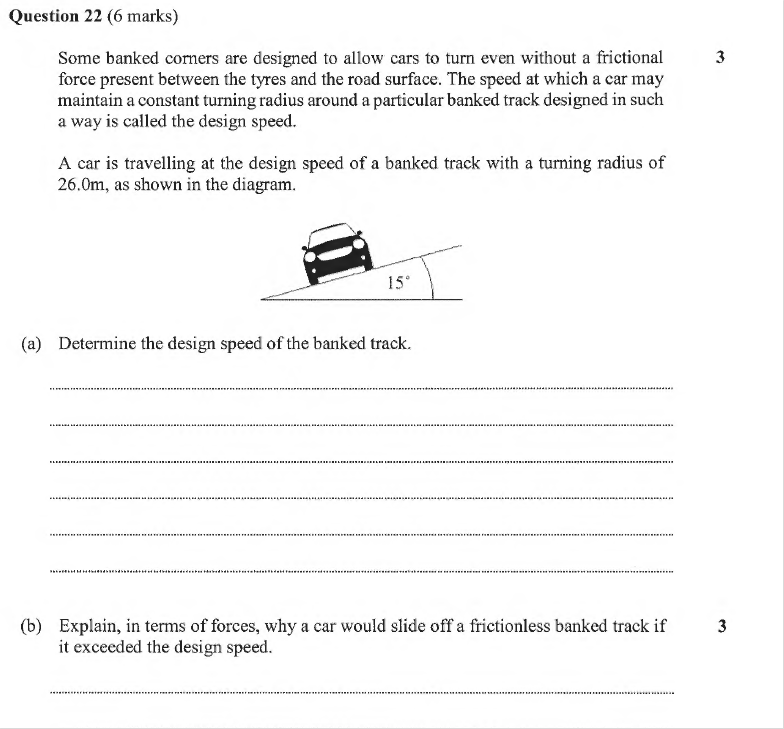 Question 22 (6 marks)
Some banked corners are designed to allow cars to turn even without a frictional 3
force present between the tyres and the road surface. The speed at which a car may
maintain a constant turning radius around a particular banked track designed in such
a way is called the design speed.
A car is travelling at the design speed of a banked track with a turning radius of
26.0m, as shown in the diagram.
15°
(a) Determine the design speed of the banked track.
(b) Explain, in terms of forces, why a car would slide off a frictionless banked track if 3
it exceeded the design speed.